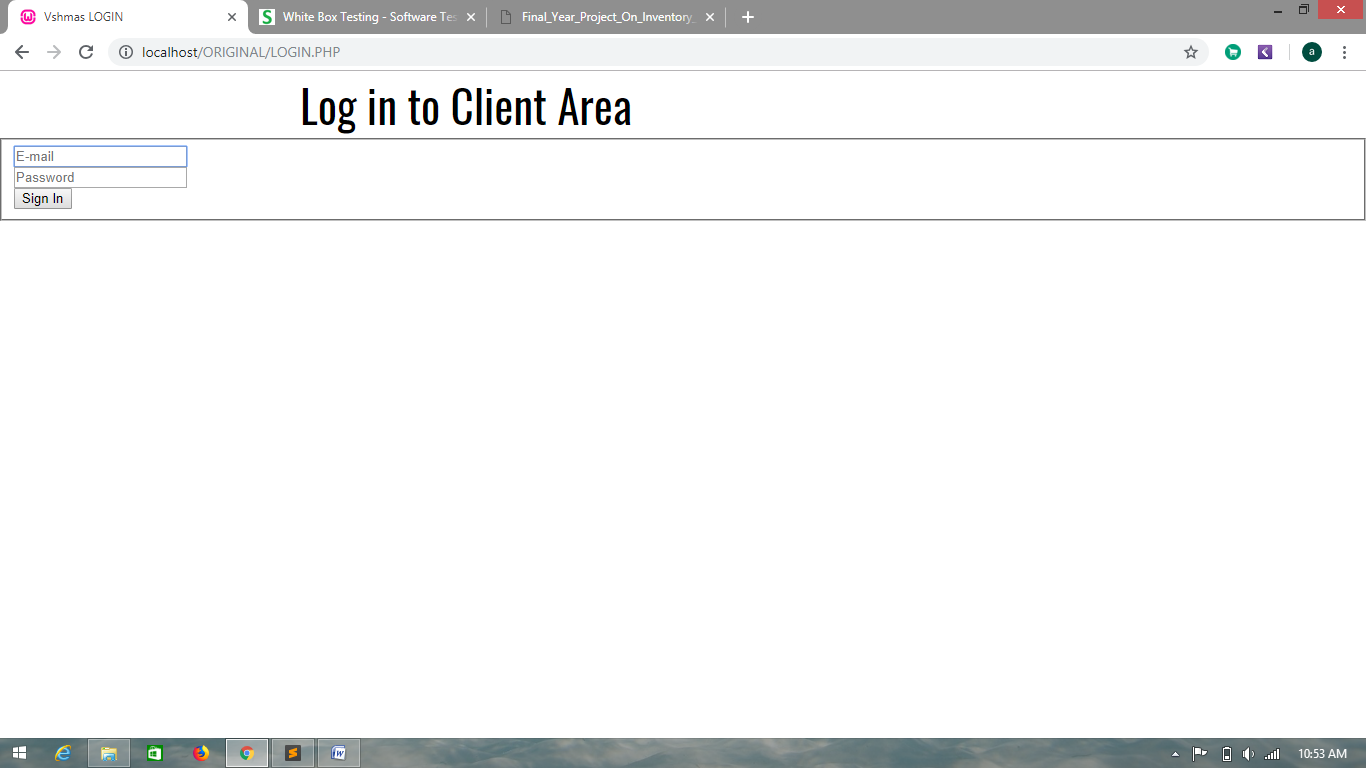 Vshmas LOGIN
White Box Testing - Software Tes
Final_Year_Project_On_Inventory_
localhost/ORIGINAL/LOGIN.PHP
a
Log in to Client Area
E-mail
Password
Sign In
10:53 AM